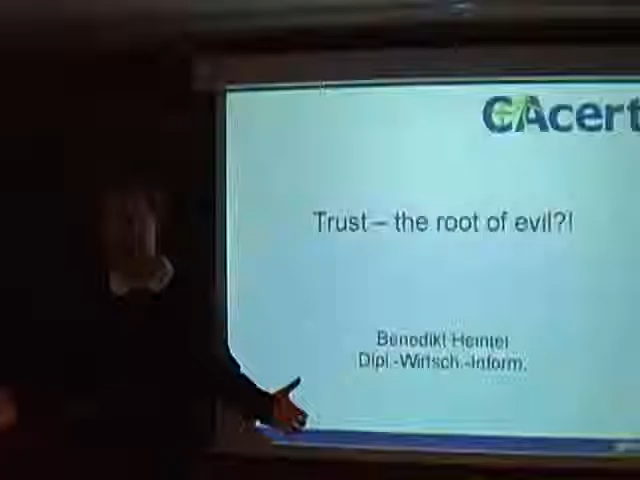 CAcert
Trust – the root of evil?!
Benedikt Heintel
Dipl.-Wirtsch.-Inform.